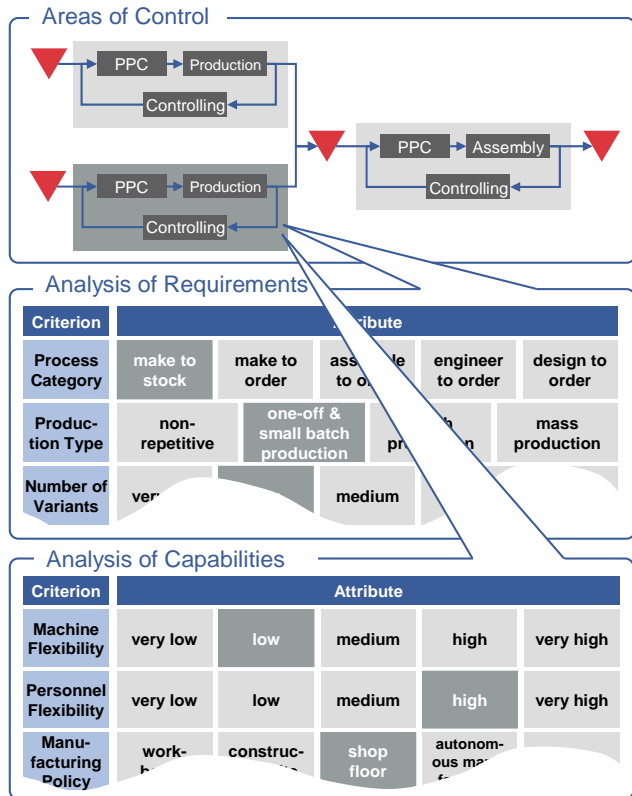 Areas of Control
PPC
Production
Controlling
PPC
Assembly
Controlling
PPC
Production
Controlling
Analysis of Requirements
Criterion
Process
Category
make to
stock
make to
order
to
engineer
to order
design to
order
Produc-
tion Type
non-
repetitive
one-off &
small batch
production
mass
production
Number of
Variants
medium
Analysis of Capabilities
Criterion
Attribute
Machine
Flexibility
very low
low
medium
high
very high
Personnel
Flexibility
very low
low
medium
high
very high
Manu-
facturing
Policy
work-
construc-
shop
floor
autonom-
ous